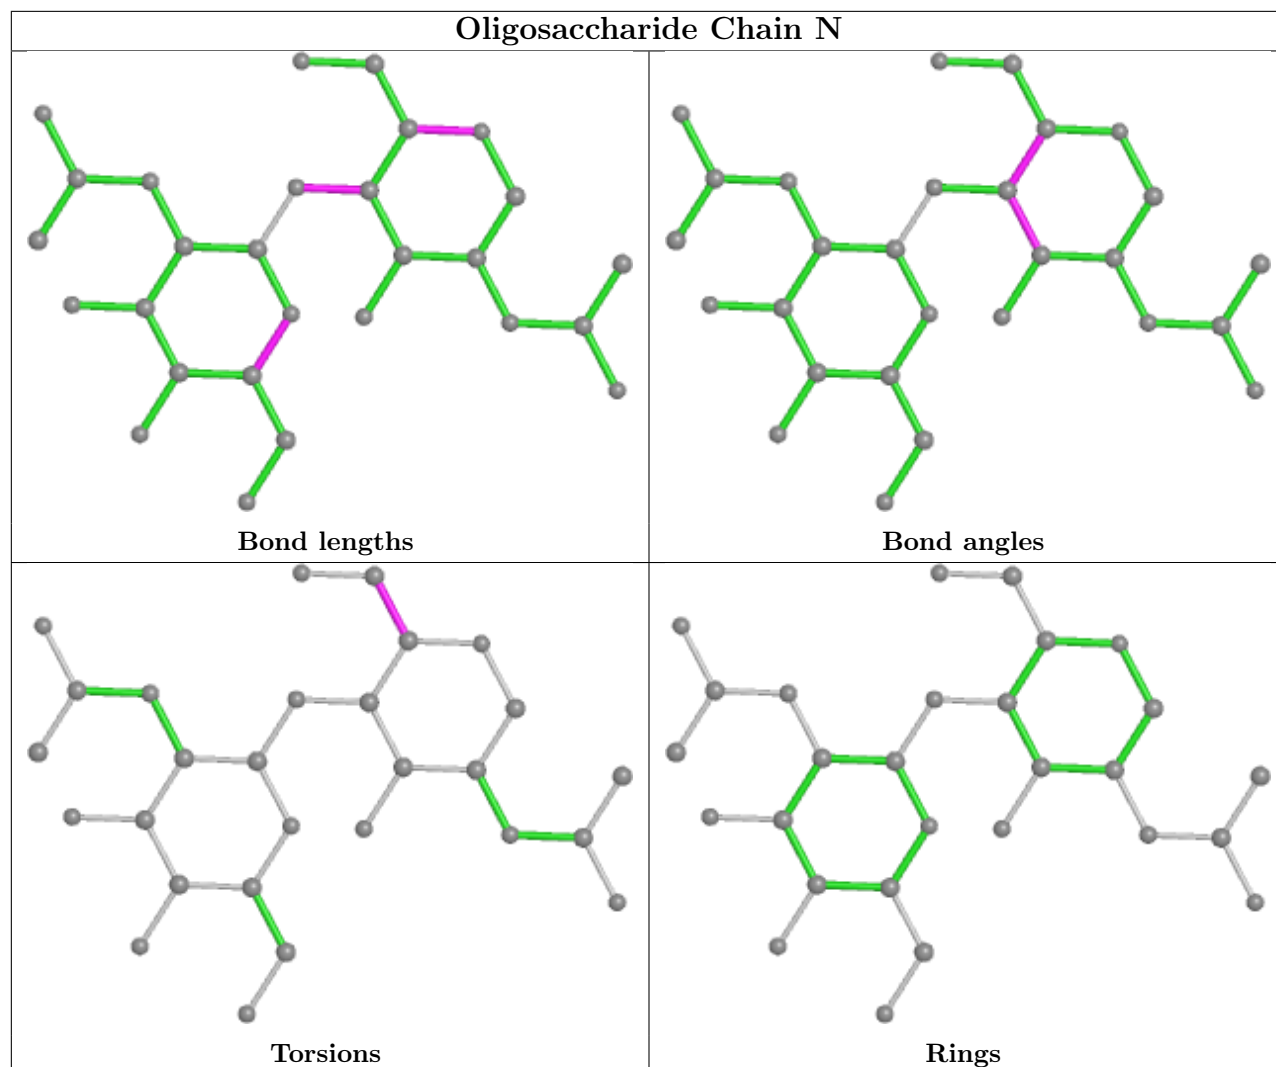 Oligosaccharide Chain N
Bond lengths
Bond angles
Torsions
Rings